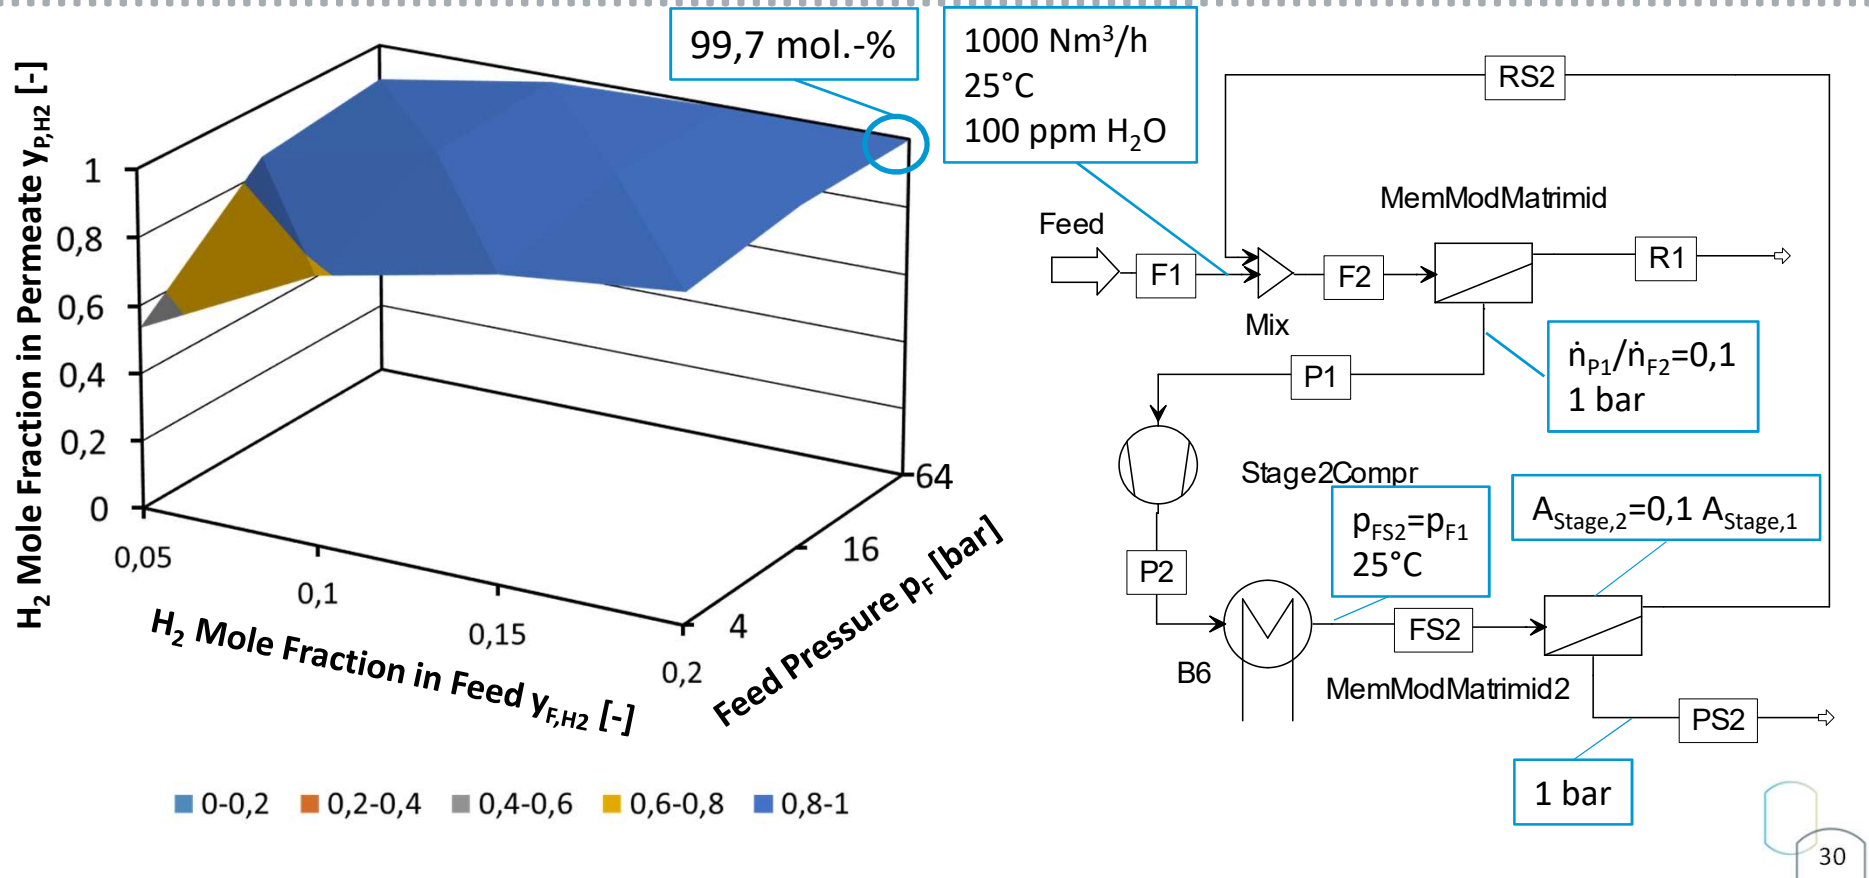 H2 Mole Fraction in Permeate yP,H2 [-]
1
0,8
0,6
0,4
0,2
0
0,05
0,1
0,15
0,2
H2 Mole Fraction in Feed yF,H2 [-]
4
16
64
Feed Pressure pF [bar]
99,7 mol.-%
0-0,2
0,2-0,4
0,4-0,6
0,6-0,8
0,8-1
1000 Nm³/h
25°C
100 ppm H2O
RS2
MemModMatrimid
Feed
F1
F2
R1
Mix
ṅP1/ṅF2=0,1
1 bar
P1
Stage2Compr
pFS2=pF1
25°C
AStage,2=0,1 AStage,1
P2
FS2
B6
MemModMatrimid2
PS2
1 bar
30